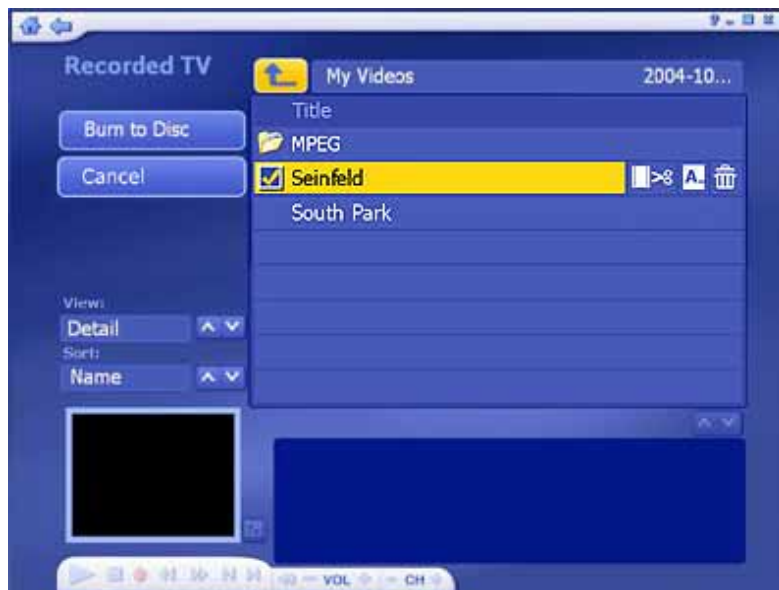 Recorded TV
My Videos 2004-10...
Title
Burn to Disc
MPEG
Cancel
Seinfeld
South Park
View:
Detail
Sort:
Name
VOL
CH